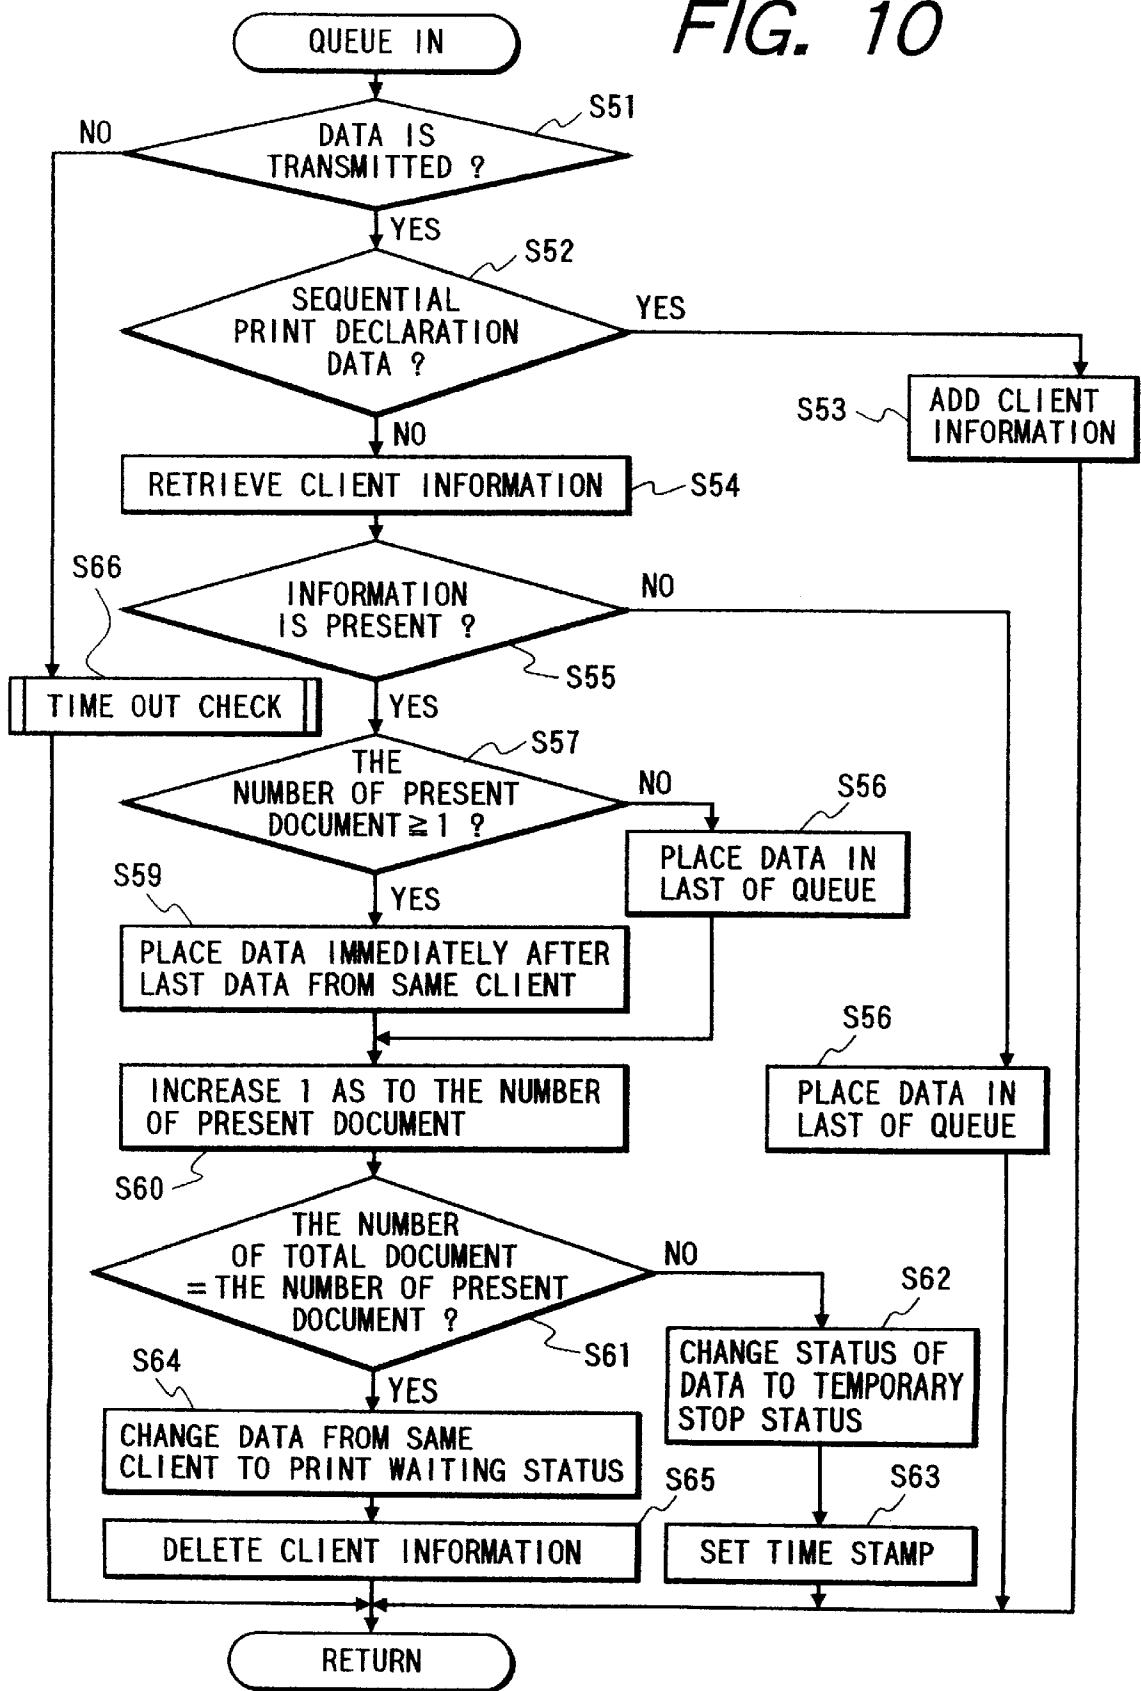 FIG. 10
QUEUE IN
S51
NO
DATA IS
TRANSMITTED ?
YES
S52
SEQUENTIAL
PRINT DECLARATION
DATA ?
YES
S53
ADD CLIENT
INFORMATION
NO
RETRIEVE CLIENT INFORMATION
S54
S66
INFORMATION
IS PRESENT ?
NO
S55
TIME OUT CHECK
YES
S57
THE
NUMBER OF PRESENT
DOCUMENT ≧ 1 ?
NO
S56
PLACE DATA IN
LAST OF QUEUE
S59
YES
PLACE DATA IMMEDIATELY AFTER
LAST DATA FROM SAME CLIENT
S56
PLACE DATA IN
LAST OF QUEUE
INCREASE 1 AS TO THE NUMBER
OF PRESENT DOCUMENT
S60
THE NUMBER
OF TOTAL DOCUMENT
= THE NUMBER OF PRESENT
DOCUMENT ?
NO
S61
S62
CHANGE STATUS OF
DATA TO TEMPORARY
STOP STATUS
S64
YES
CHANGE DATA FROM SAME
CLIENT TO PRINT WAITING STATUS
S65
S63
DELETE CLIENT INFORMATION
SET TIME STAMP
RETURN